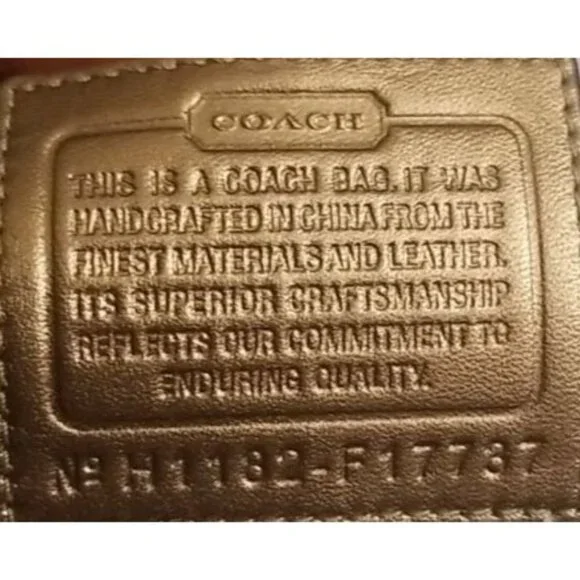 COACH
THIS IS A COACH BAG. IT WAS
HANDCRAFTED IN CHINA FROM THE
FINEST MATERIALS AND LEATHER.
ITS SUPERIOR CRAFTSMANSHIP
REFLECTS OUR COMMITMENT TO
ENDURING QUALITY.
Nº H1182-F17737